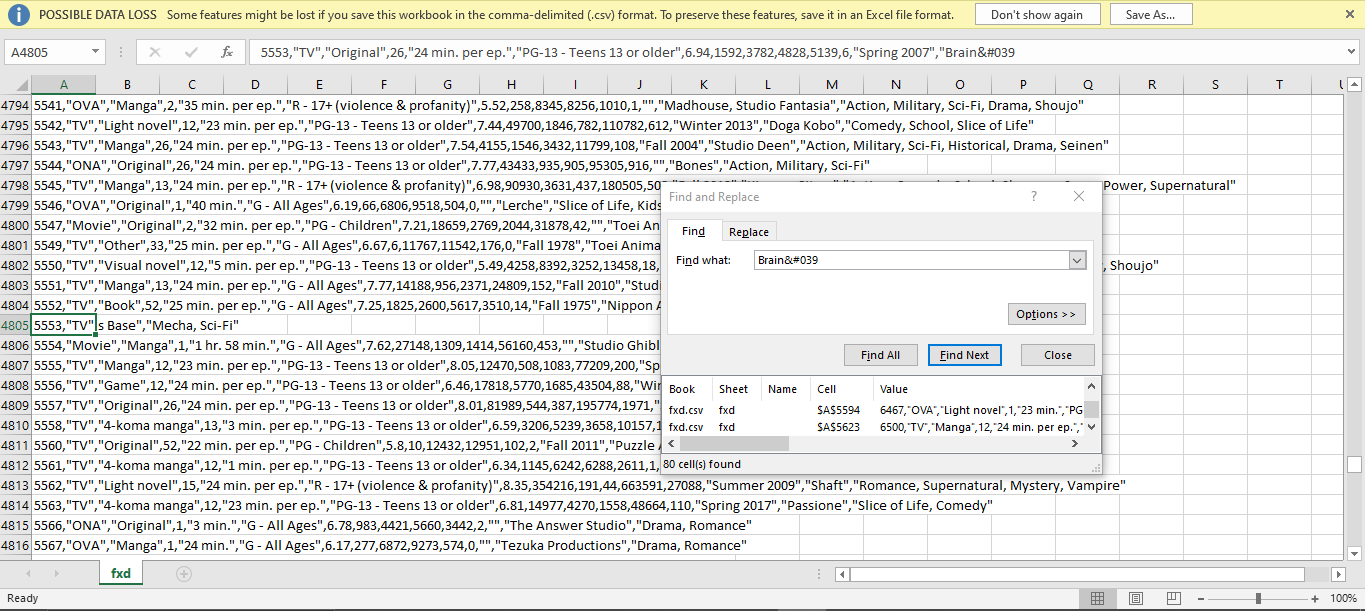 POSSIBLE DATA LOSS Some features might be lost if you save this workbook in the comma-delimited (.csv) format. To preserve these features, save it in an Excel file format. Don't show again Save As...
A4805 fx 5553,"TV","Original",26,"24 min. per ep.","PG-13 - Teens 13 or older",6.94,1592,3782,4828,5139,6,"Spring 2007","Brain&#039
A B C D E F G H I J K L M N O P Q R S T
4794 5541,"OVA","Manga",2,"35 min. per ep.","R - 17+ (violence & profanity)",5.52,258,8345,8256,1010,1,"","Madhouse, Studio Fantasia","Action, Military, Sci-Fi, Drama, Shoujo"
4795 5542,"TV","Light novel",12,"23 min. per ep.","PG-13 - Teens 13 or older",7.44,49700,1846,782,110782,612,"Winter 2013","Doga Kobo","Comedy, School, Slice of Life"
4796 5543,"TV","Manga",26,"24 min. per ep.","PG-13 - Teens 13 or older",7.54,4155,1546,3432,11799,108,"Fall 2004","Studio Deen","Action, Military, Sci-Fi, Historical, Drama, Seinen"
4797 5544,"ONA","Original",26,"24 min. per ep.","PG-13 - Teens 13 or older",7.77,43433,935,905,95305,916,"","Bones","Action, Military, Sci-Fi"
4798 5545,"TV","Manga",13,"24 min. per ep.","R - 17+ (violence & profanity)",6.98,90930,3631,437,180505,50 Power, Supernatural"
4799 5546,"OVA","Original",1,"40 min.","G - All Ages",6.19,66,6806,9518,504,0,"","Lerche","Slice of Life, Kids
4800 5547,"Movie","Original",2,"32 min. per ep.","PG - Children",7.21,18659,2769,2044,31878,42,"","Toei An
4801 5549,"TV","Other",33,"25 min. per ep.","G - All Ages",6.67,6,11767,11542,176,0,"Fall 1978","Toei Anima
4802 5550,"TV","Visual novel",12,"5 min. per ep.","PG-13 - Teens 13 or older",5.49,4258,8392,3252,13458,18, , Shoujo"
4803 5551,"TV","Manga",13,"24 min. per ep.","G - All Ages",7.77,14188,956,2371,24809,152,"Fall 2010","Studi
4804 5552,"TV","Book",52,"25 min. per ep.","G - All Ages",7.25,1825,2600,5617,3510,14,"Fall 1975","Nippon A
4805 5553,"TV" s Base","Mecha, Sci-Fi"
4806 5554,"Movie","Manga",1,"1 hr. 58 min.","G - All Ages",7.62,27148,1309,1414,56160,453,"","Studio Ghibl
4807 5555,"TV","Manga",12,"23 min. per ep.","PG-13 - Teens 13 or older",8.05,12470,508,1083,77209,200,"Sp
4808 5556,"TV","Game",12,"24 min. per ep.","PG-13 - Teens 13 or older",6.46,17818,5770,1685,43504,88,"Win
4809 5557,"TV","Original",26,"24 min. per ep.","PG-13 - Teens 13 or older",8.01,81989,544,387,195774,1971,"
4810 5558,"TV","4-koma manga",13,"3 min. per ep.","PG-13 - Teens 13 or older",6.59,3206,5239,3658,10157,1
4811 5560,"TV","Original",52,"22 min. per ep.","PG - Children",5.8,10,12432,12951,102,2,"Fall 2011","Puzzle A
4812 5561,"TV","4-koma manga",12,"1 min. per ep.","PG-13 - Teens 13 or older",6.34,1145,6242,6288,2611,1,
4813 5562,"TV","Light novel",15,"24 min. per ep.","R - 17+ (violence & profanity)",8.35,354216,191,44,663591,27088,"Summer 2009","Shaft","Romance, Supernatural, Mystery, Vampire"
4814 5563,"TV","4-koma manga",12,"23 min. per ep.","PG-13 - Teens 13 or older",6.81,14977,4270,1558,48664,110,"Spring 2017","Passione","Slice of Life, Comedy"
4815 5566,"ONA","Original",1,"3 min.","G - All Ages",6.78,983,4421,5660,3442,2,"","The Answer Studio","Drama, Romance"
4816 5567,"OVA","Manga",1,"24 min.","G - All Ages",6.17,277,6872,9273,574,0,"","Tezuka Productions","Drama, Romance"
Find and Replace ?
Find Replace
Find what: Brain&#039
Options >>
Find All Find Next Close
Book Sheet Name Cell Value
fxd.csv fxd $A$5594 6467,"OVA","Light novel",1,"23 min.","PG
fxd.csv fxd $A$5623 6500,"TV","Manga",12,"24 min. per ep.","
80 cell(s) found
fxd
Ready 100%